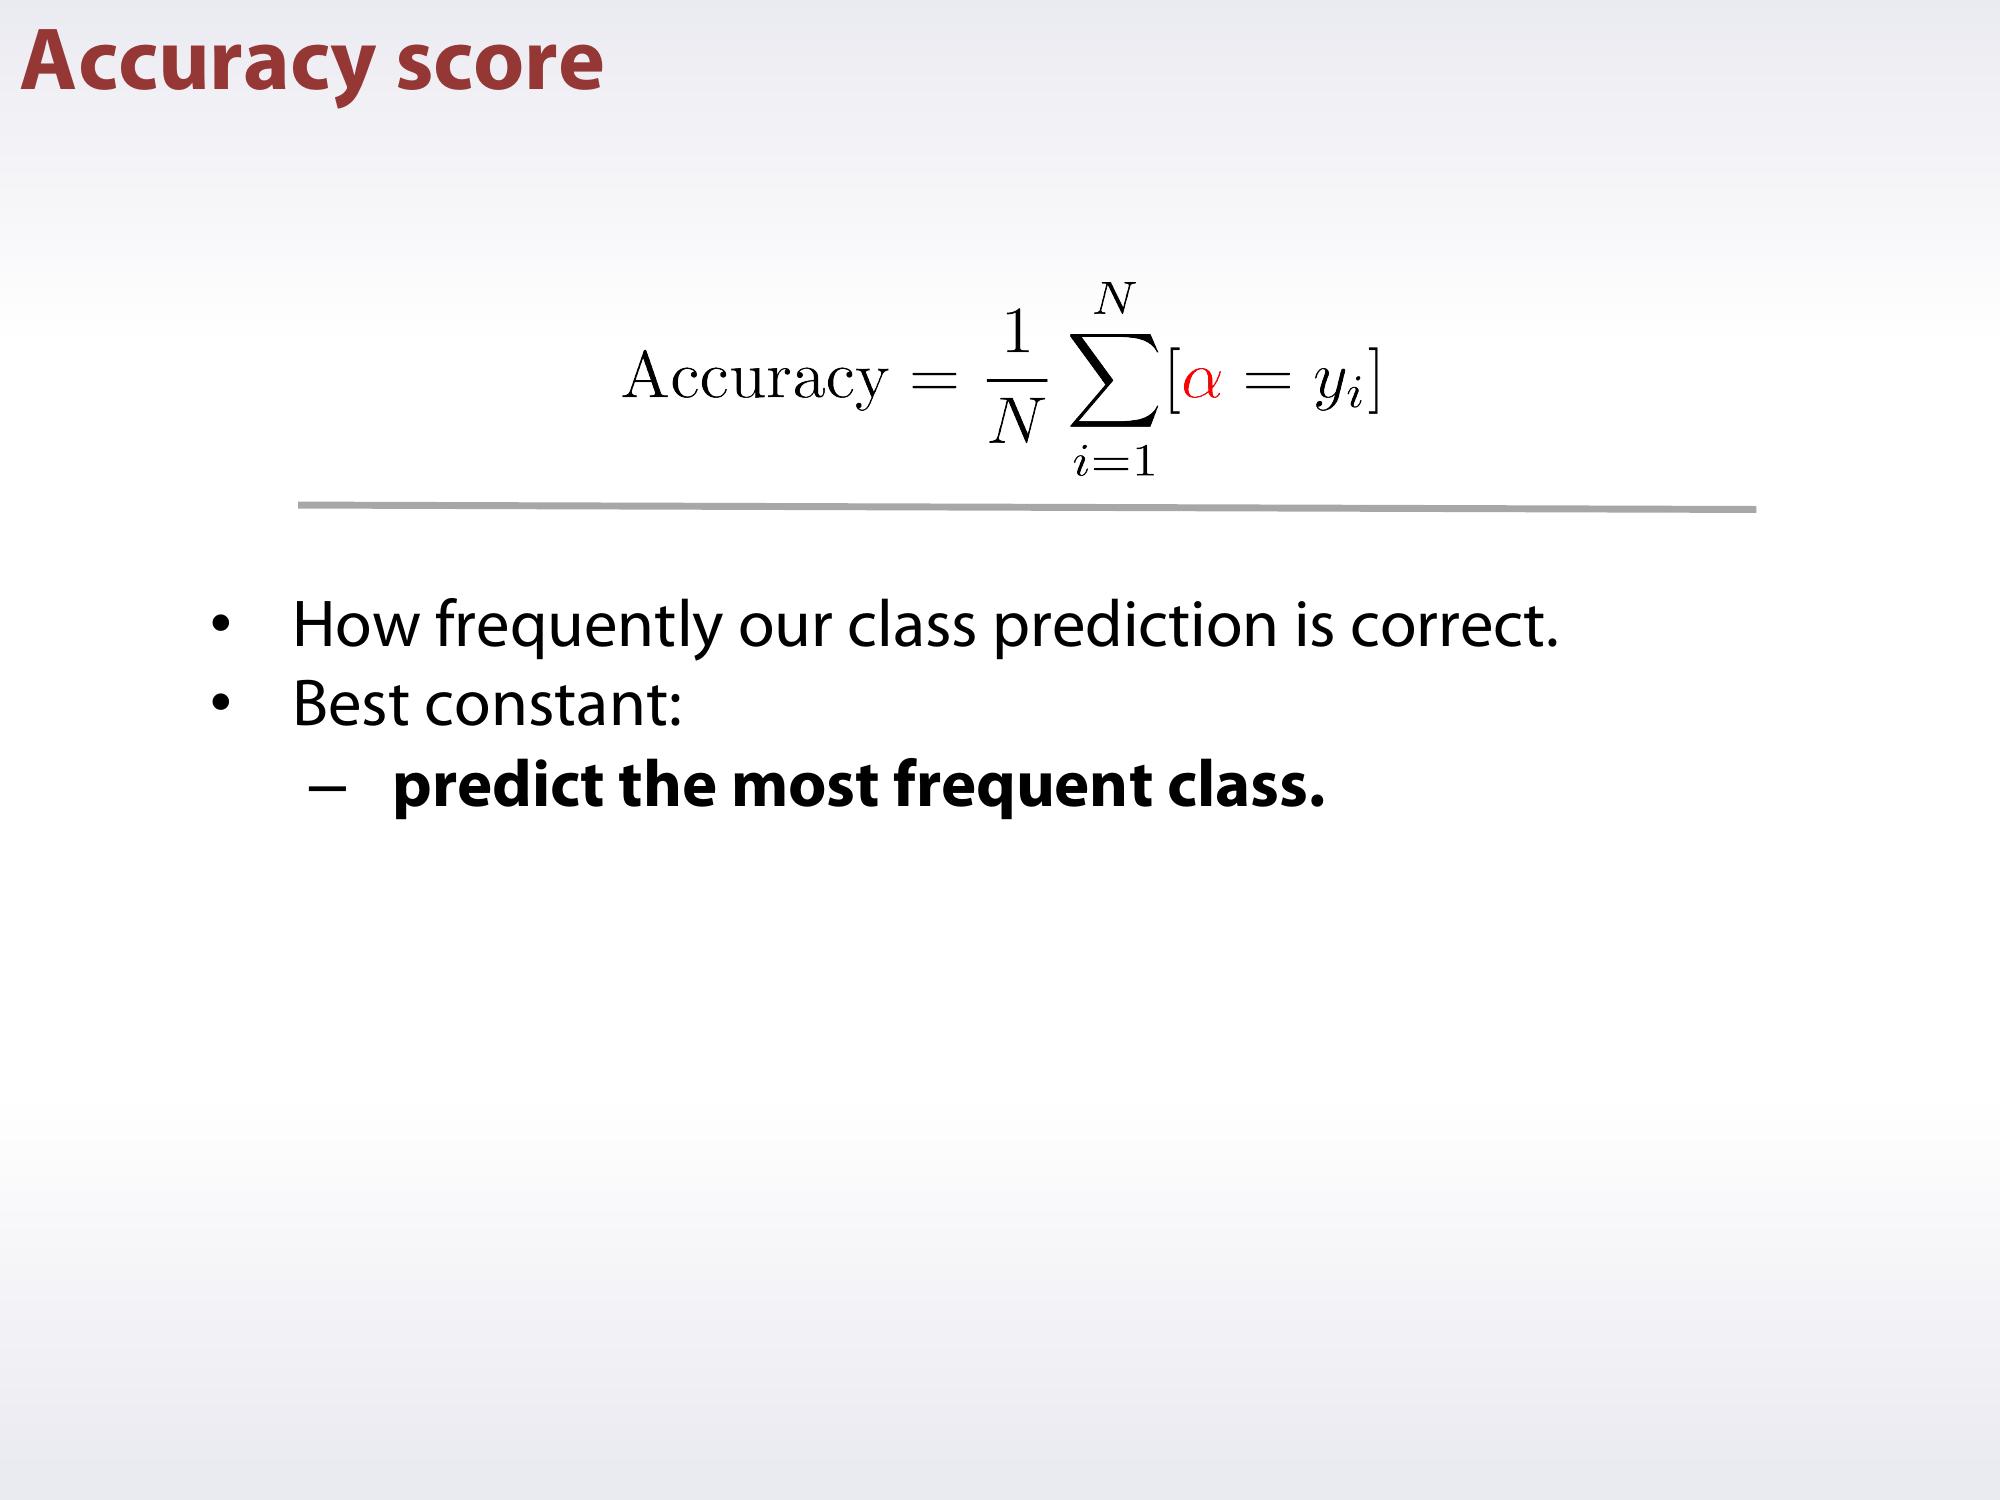 Accuracy score
Accuracy = \frac{1}{N} \sum_{i=1}^{N} [\alpha = y_i]
• How frequently our class prediction is correct.
• Best constant:
– predict the most frequent class.